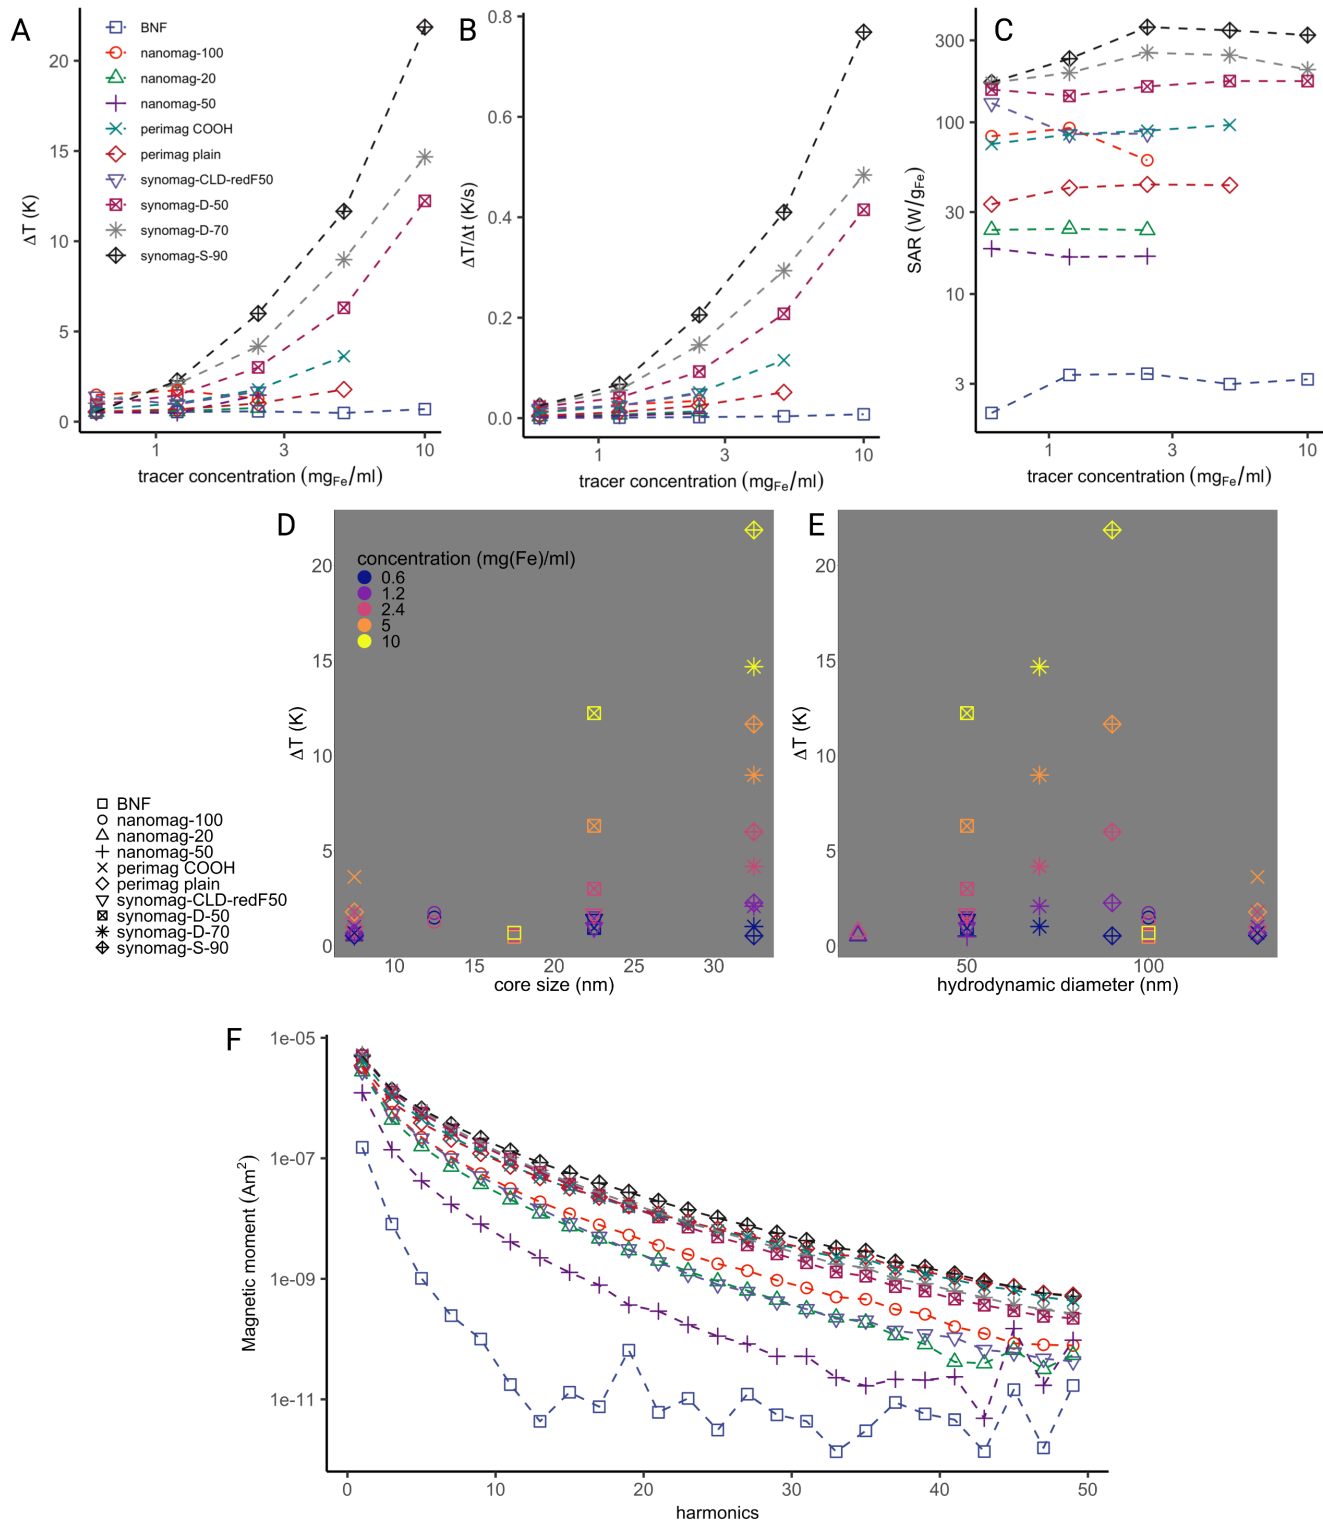 A
ΔT (K)
20
15
10
5
0
BNF
nanomag-100
nanomag-20
nanomag-50
perimag COOH
perimag plain
synomag-CLD-redF50
synomag-D-50
synomag-D-70
synomag-S-90
1 3 10
tracer concentration (mgFe/ml)
B
ΔT/Δt (K/s)
0.8
0.6
0.4
0.2
0.0
1 3 10
tracer concentration (mgFe/ml)
C
SAR (W/gFe)
300
100
30
10
3
1 3 10
tracer concentration (mgFe/ml)
D
ΔT (K)
20
15
10
5
0
concentration (mg(Fe)/ml)
0.6
1.2
2.4
5
10
10 15 20 25 30
core size (nm)
BNF
nanomag-100
nanomag-20
nanomag-50
perimag COOH
perimag plain
synomag-CLD-redF50
synomag-D-50
synomag-D-70
synomag-S-90
E
ΔT (K)
20
15
10
5
0
50 100
hydrodynamic diameter (nm)
F
Magnetic moment (Am²)
1e-05
1e-07
1e-09
1e-11
0 10 20 30 40 50
harmonics